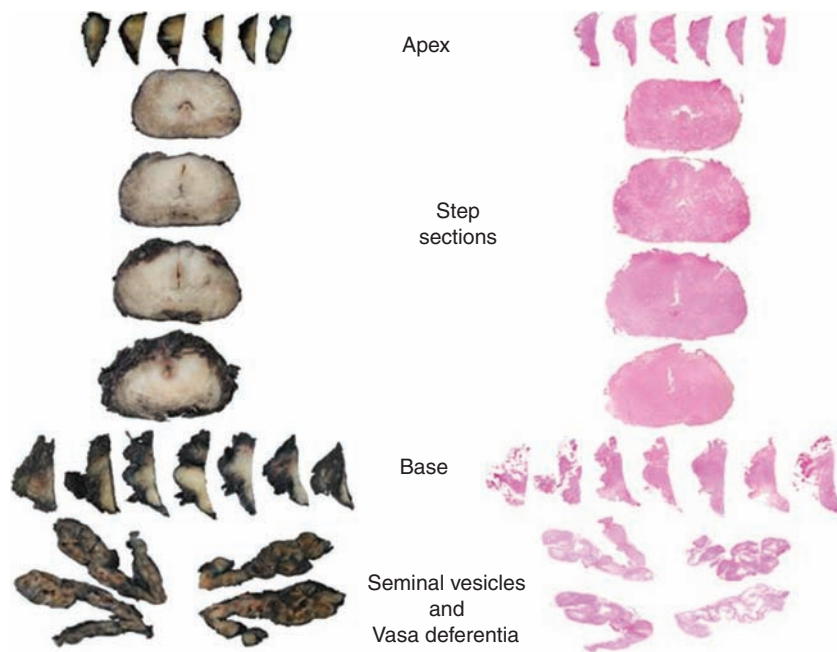 Apex
Step
sections
Base
Seminal vesicles
and
Vasa deferentia